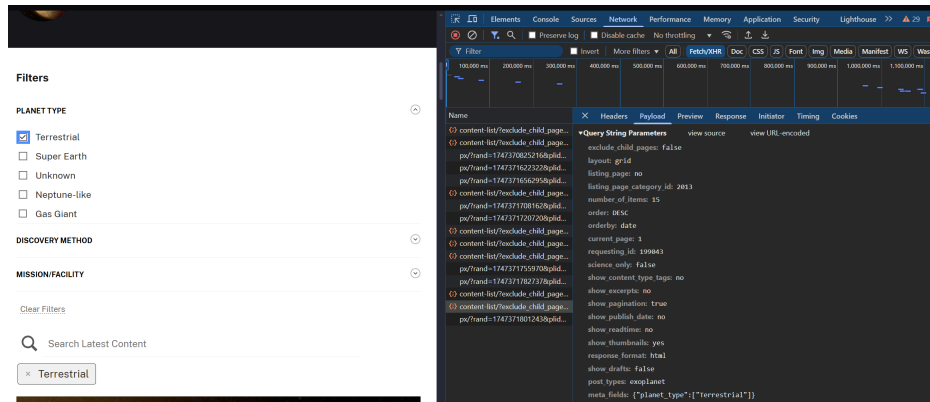 Filters
PLANET TYPE
Terrestrial
Super Earth
Unknown
Neptune-like
Gas Giant
DISCOVERY METHOD
MISSION/FACILITY
Clear Filters
Search Latest Content
× Terrestrial
Elements Console Sources Network Performance Memory Application Security Lighthouse 29
Preserve log Disable cache No throttling
Filter Invert More filters All Fetch/XHR Doc CSS JS Font Img Media Manifest WS Was
100,000 ms 200,000 ms 300,000 ms 400,000 ms 500,000 ms 600,000 ms 700,000 ms 800,000 ms 900,000 ms 1,000,000 ms 1,100,000 ms
Name
content-list/?exclude_child_page...
content-list/?exclude_child_page...
px/?rand=1747370825216&plid...
px/?rand=1747371622322&plid...
px/?rand=1747371656295&plid...
content-list/?exclude_child_page...
px/?rand=1747371708162&plid...
px/?rand=1747371720720&plid...
content-list/?exclude_child_page...
content-list/?exclude_child_page...
content-list/?exclude_child_page...
px/?rand=1747371755970&plid...
px/?rand=1747371782737&plid...
content-list/?exclude_child_page...
content-list/?exclude_child_page...
px/?rand=1747371801243&plid...
Headers Payload Preview Response Initiator Timing Cookies
Query String Parameters view source view URL-encoded
exclude_child_pages: false
layout: grid
listing_page: no
listing_page_category_id: 2013
number_of_items: 15
order: DESC
orderby: date
current_page: 1
requesting_id: 199043
science_only: false
show_content_type_tags: no
show_excerpts: no
show_pagination: true
show_publish_date: no
show_readtime: no
show_thumbnails: yes
response_format: html
show_drafts: false
post_types: exoplanet
meta_fields: {"planet_type":["Terrestrial"]}